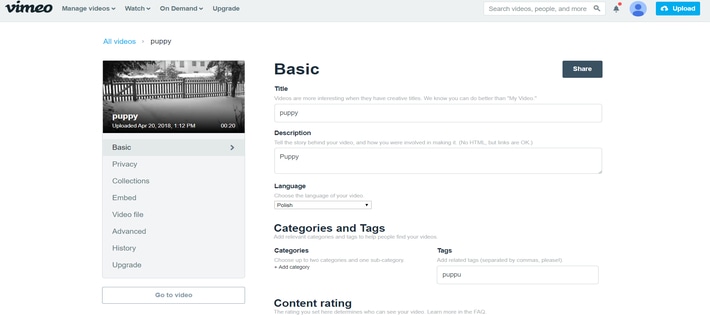 vimeo Manage videos Watch On Demand Upgrade Search videos, people, and more Upload
All videos puppy
puppy
Uploaded Apr 20, 2018, 1:12 PM 00:20
Basic
Privacy
Collections
Embed
Video file
Advanced
History
Upgrade
Go to video
Basic Share
Title
Videos are more interesting when they have creative titles. We know you can do better than "My Video."
puppy
Description
Tell the story behind your video, and how you were involved in making it. (No HTML, but links are OK.)
Puppy
Language
Choose the language of your video.
Polish
Categories and Tags
Add relevant categories and tags to help people find your videos.
Categories
Choose up to two categories and one sub-category.
+ Add category
Tags
Add related tags (separated by commas, please!)
puppu
Content rating
The rating you set here determines who can see your video. Learn more in the FAQ.